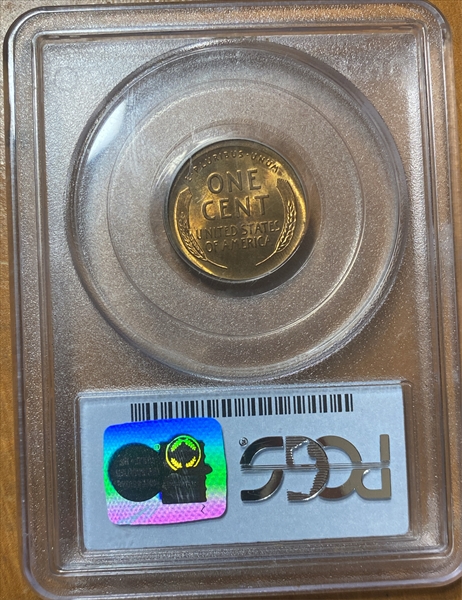 E·PLURIBUS·UNUM
ONE
CENT
UNITED STATES
OF AMERICA
PCGS
®